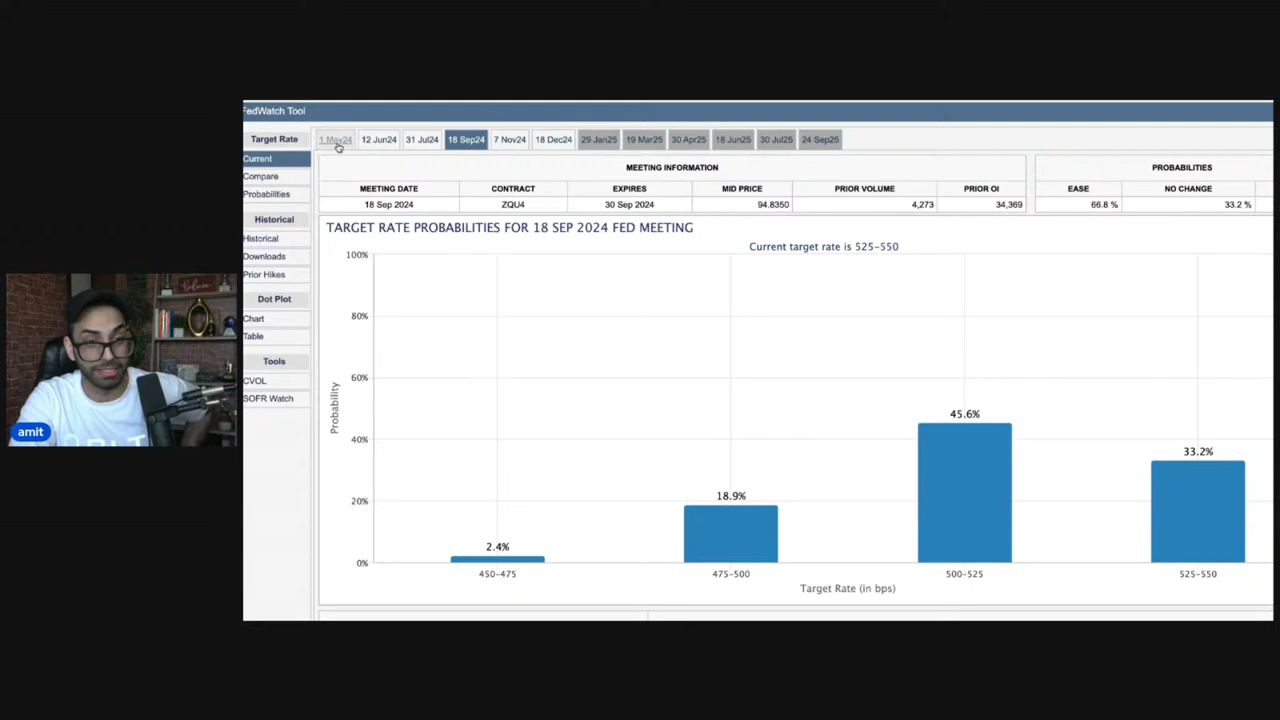 FedWatch Tool
Target Rate
1 May24 12 Jun24 31 Jul24 18 Sep24 7 Nov24 18 Dec24 29 Jan25 19 Mar25 30 Apr25 18 Jun25 30 Jul25 24 Sep25
Current
Compare
Probabilities
Historical
Historical
Downloads
Prior Hikes
Dot Plot
Chart
Table
Tools
CVOL
SOFR Watch
MEETING INFORMATION PROBABILITIES
MEETING DATE CONTRACT EXPIRES MID PRICE PRIOR VOLUME PRIOR OI EASE NO CHANGE
18 Sep 2024 ZQU4 30 Sep 2024 94.8350 4,273 34,369 66.8 % 33.2 %
TARGET RATE PROBABILITIES FOR 18 SEP 2024 FED MEETING
Current target rate is 525-550
100%
80%
60%
40%
20%
0%
Probability
2.4%
18.9%
45.6%
33.2%
450-475 475-500 500-525 525-550
Target Rate (in bps)
amit